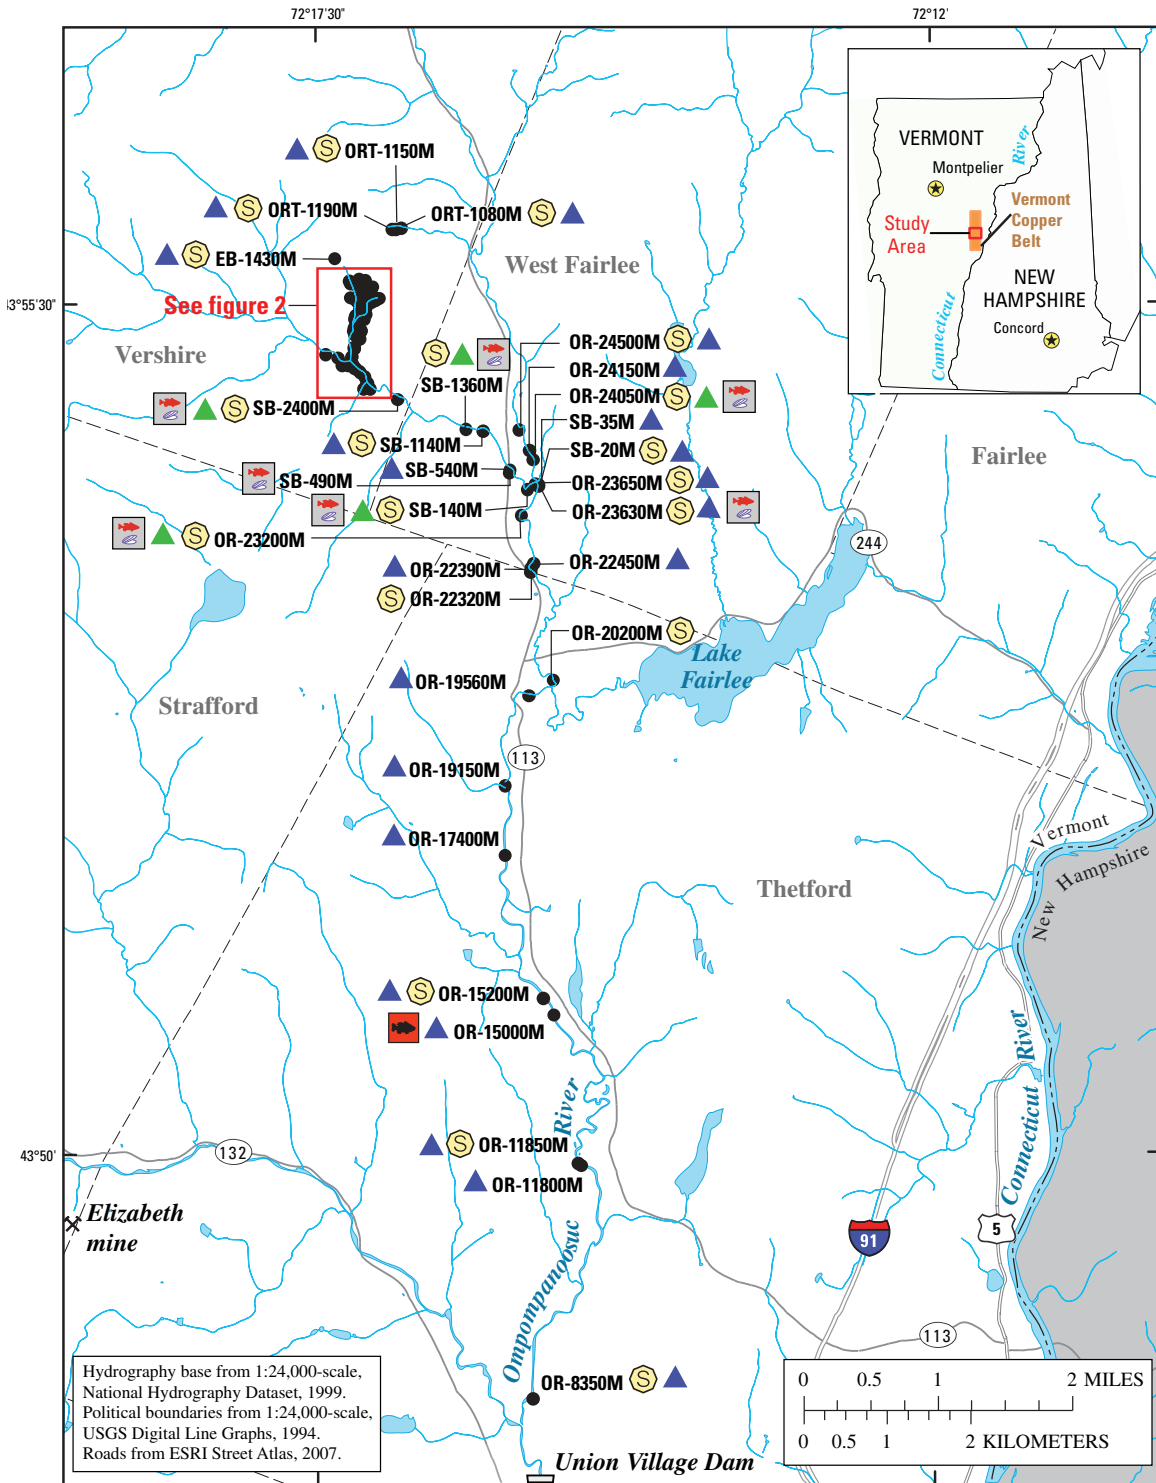 72°17'30"
72°12'
VERMONT
Montpelier
River
Vermont
Copper
Belt
Study
Area
NEW
HAMPSHIRE
Concord
Connecticut
S ORT-1150M
S ORT-1190M
ORT-1080M S
S EB-1430M
West Fairlee
43°55'30"
See figure 2
Vershire
OR-24500M S
S
SB-1360M
OR-24150M
OR-24050M S
S SB-2400M
SB-35M
S SB-1140M
SB-20M S
Fairlee
SB-540M
SB-490M
OR-23650M S
S SB-140M
OR-23630M S
S OR-23200M
244
OR-22390M
OR-22450M
S OR-22320M
OR-20200M S
Lake
Fairlee
OR-19560M
Strafford
113
OR-19150M
OR-17400M
Vermont
New Hampshire
Thetford
S OR-15200M
OR-15000M
River
Connecticut River
43°50'
132
S OR-11850M
OR-11800M
Elizabeth
mine
91
5
Ompompanoosuc
113
OR-8350M S
Hydrography base from 1:24,000-scale,
National Hydrography Dataset, 1999.
Political boundaries from 1:24,000-scale,
USGS Digital Line Graphs, 1994.
Roads from ESRI Street Atlas, 2007.
0 0.5 1 2 MILES
0 0.5 1 2 KILOMETERS
Union Village Dam